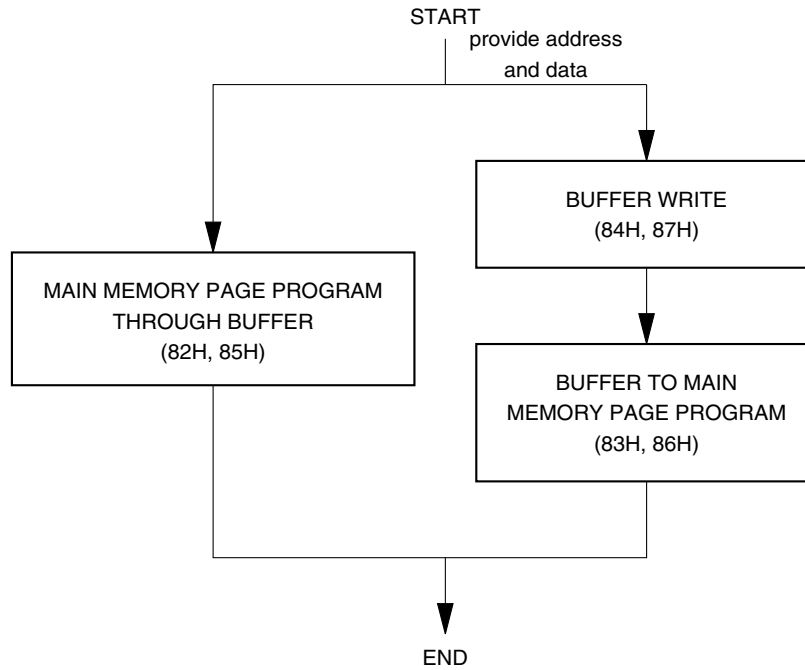 START
provide address
and data
BUFFER WRITE
(84H, 87H)
MAIN MEMORY PAGE PROGRAM
THROUGH BUFFER
(82H, 85H)
BUFFER TO MAIN
MEMORY PAGE PROGRAM
(83H, 86H)
END